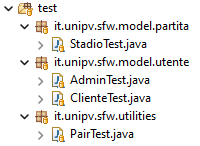 test
it.unipv.sfw.model.partita
StadioTest.java
it.unipv.sfw.model.utente
AdminTest.java
ClienteTest.java
it.unipv.sfw.utilities
PairTest.java